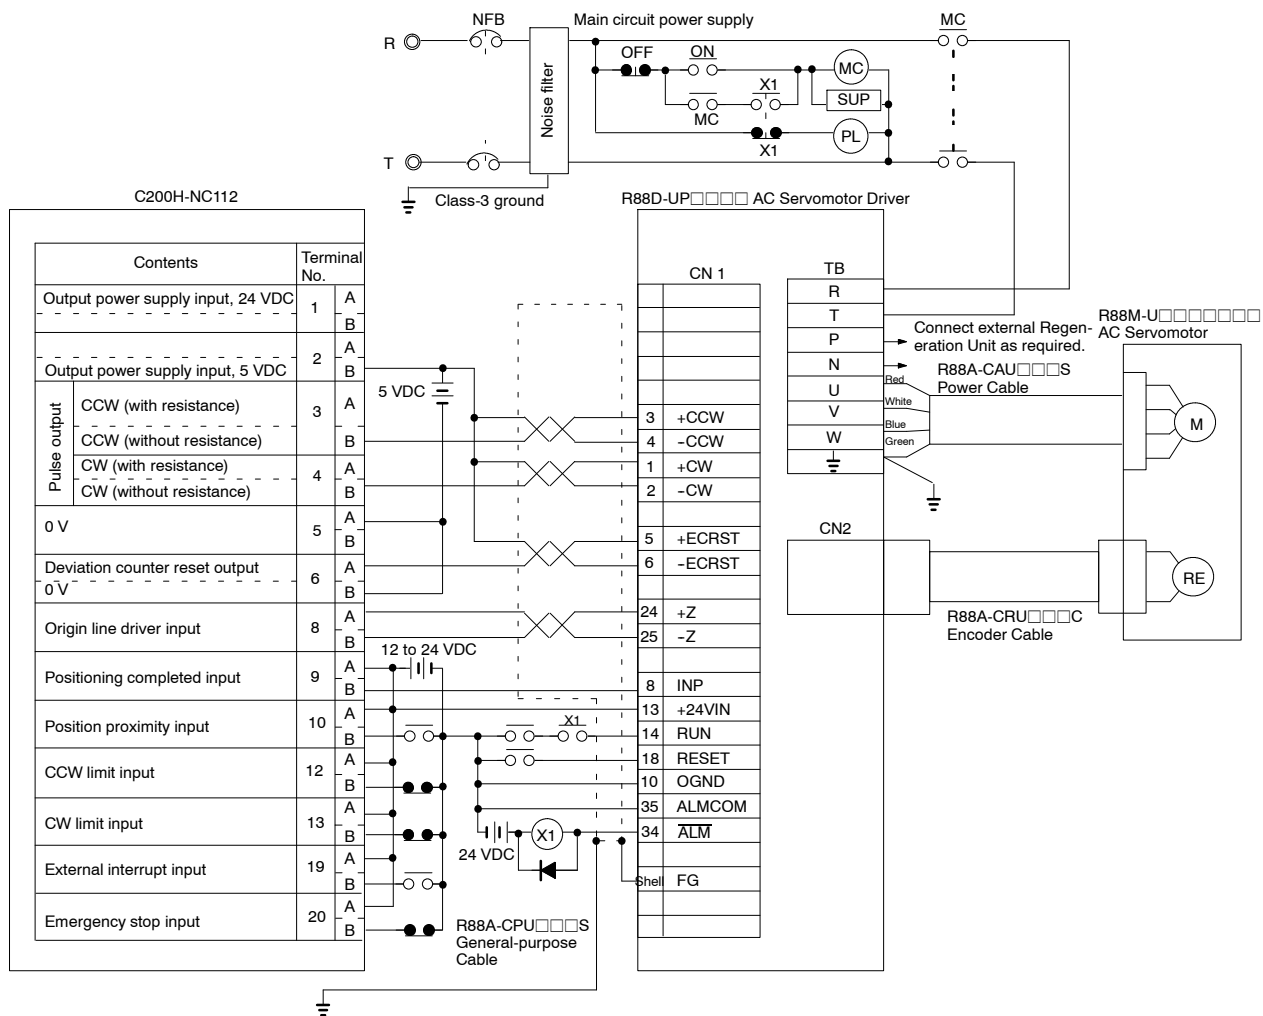 NFB
Main circuit power supply
MC
R
OFF
ON
MC
Noise filter
X1
SUP
MC
PL
X1
T
Class-3 ground
C200H-NC112
R88D-UP□□□□ AC Servomotor Driver
Contents
Terminal
No.
Output power supply input, 24 VDC
1
A
B
2
A
Output power supply input, 5 VDC
B
5 VDC
Pulse output
CCW (with resistance)
3
A
CCW (without resistance)
B
CW (with resistance)
4
A
CW (without resistance)
B
0 V
5
A
B
Deviation counter reset output
6
A
0 V
B
Origin line driver input
8
A
B
12 to 24 VDC
Positioning completed input
9
A
B
Position proximity input
10
A
B
CCW limit input
12
A
B
CW limit input
13
A
B
External interrupt input
19
A
B
Emergency stop input
20
A
B
X1
24 VDC
X1
R88A-CPU□□□S
General-purpose
Cable
CN 1
3 +CCW
4 -CCW
1 +CW
2 -CW
5 +ECRST
6 -ECRST
24 +Z
25 -Z
8 INP
13 +24VIN
14 RUN
18 RESET
10 OGND
35 ALMCOM
34 ALM
Shell FG
TB
R
T
P
N
U
V
W
Connect external Regen-
eration Unit as required.
Red
White
Blue
Green
R88A-CAU□□□S
Power Cable
R88M-U□□□□□□□
AC Servomotor
M
CN2
RE
R88A-CRU□□□C
Encoder Cable